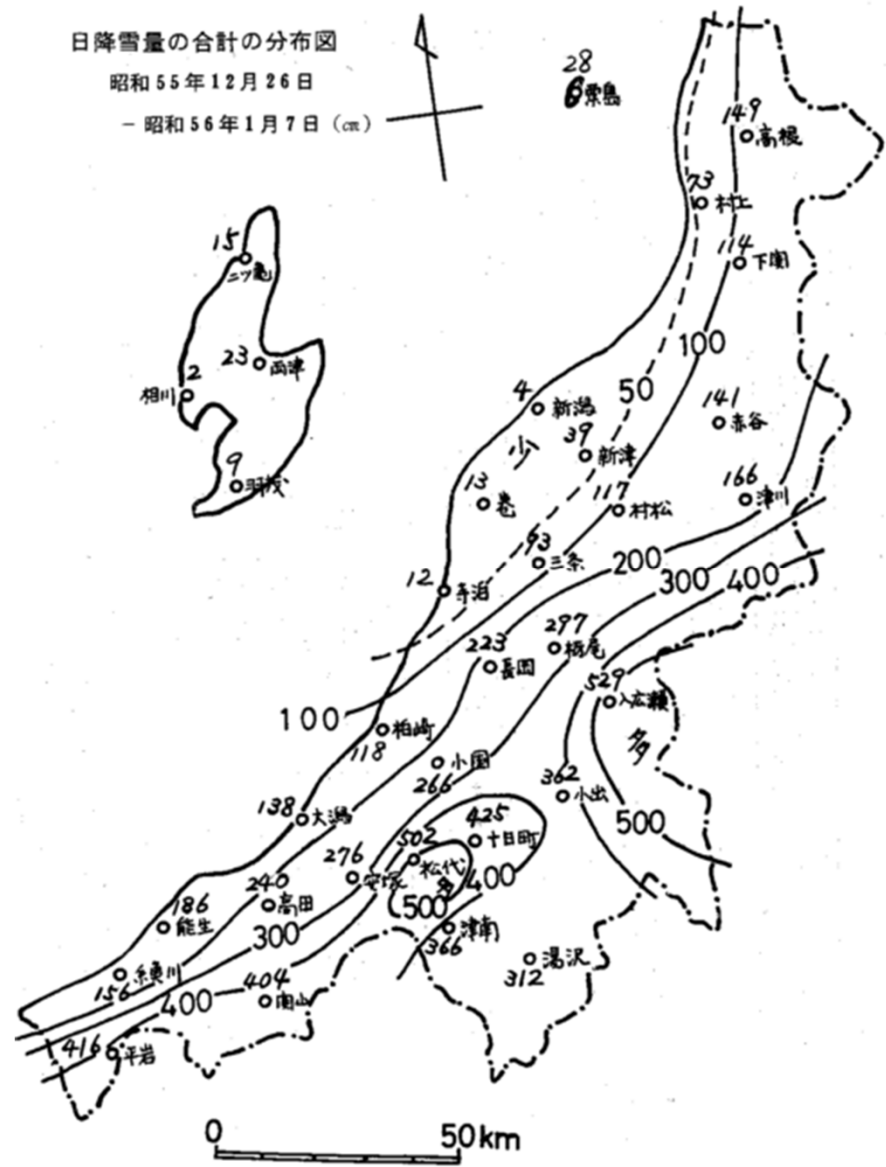 日降雪量の合計の分布図
昭和55年12月26日
－昭和56年1月7日（㎝）
28
粟島
149
高根
73
村上
114
下関
15
二ツ亀
23
両津
2
相川
9
羽茂
100
50
4
新潟
少
39
新津
141
赤谷
13
巻
117
村松
166
津川
93
三条
12
寺泊
200
300
400
297
栃尾
223
長岡
529
入広瀬
多
100
柏崎
118
小国
266
362
小出
138
大潟
425
十日町
502
松代
多
500
400
500
276
安塚
240
高田
186
能生
300
津南
366
湯沢
312
糸魚川
156
404
関山
400
416
平岩
0
50km